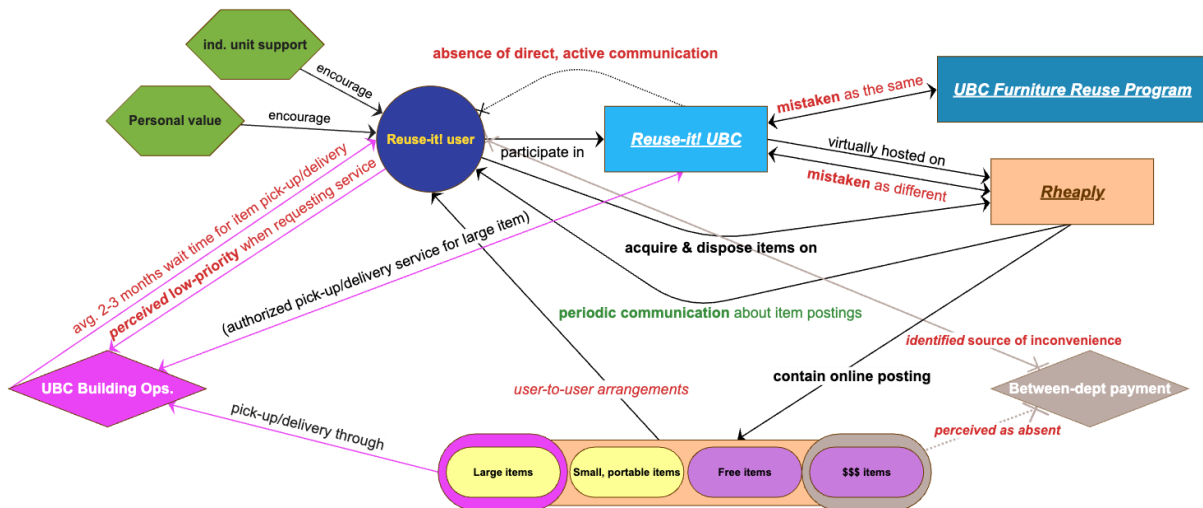 ind. unit support
absence of direct, active communication
encourage
Personal value
encourage
Reuse-it! user
participate in
Reuse-it! UBC
mistaken as the same
UBC Furniture Reuse Program
virtually hosted on
mistaken as different
Rheaply
acquire & dispose items on
avg. 2-3 months wait time for item pick-up/delivery
perceived low-priority when requesting service
(authorized pick-up/delivery service for large item)
periodic communication about item postings
identified source of inconvenience
UBC Building Ops.
user-to-user arrangements
contain online posting
Between-dept payment
pick-up/delivery through
perceived as absent
Large items
Small, portable items
Free items
$$$ items